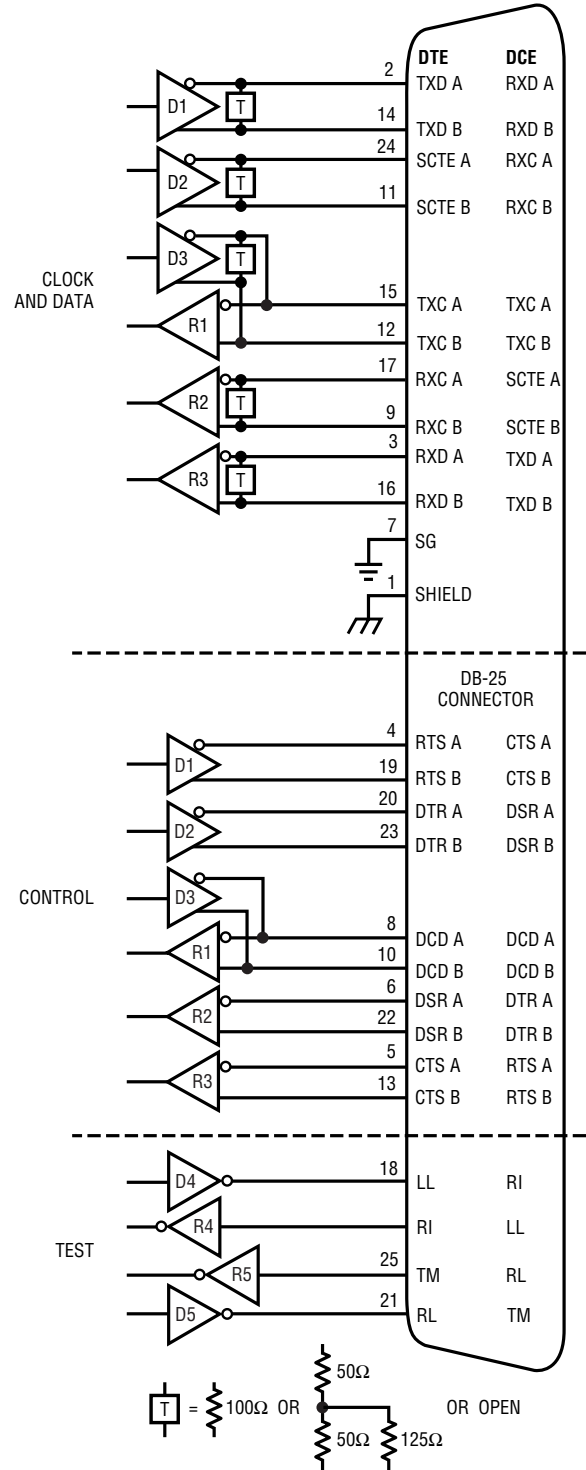 DTE DCE
2 TXD A RXD A
D1 T
14 TXD B RXD B
24 SCTE A RXC A
D2 T
11 SCTE B RXC B
D3 T
CLOCK
AND DATA
15 TXC A TXC A
R1
12 TXC B TXC B
17 RXC A SCTE A
R2 T
9 RXC B SCTE B
3 RXD A TXD A
R3 T
16 RXD B TXD B
7 SG
1 SHIELD
DB-25
CONNECTOR
4 RTS A CTS A
D1
19 RTS B CTS B
20 DTR A DSR A
D2
23 DTR B DSR B
CONTROL D3
8 DCD A DCD A
R1
10 DCD B DCD B
6 DSR A DTR A
R2
22 DSR B DTR B
5 CTS A RTS A
R3
13 CTS B RTS B
D4 18 LL RI
R4 RI LL
TEST
R5 25 TM RL
D5 21 RL TM
50Ω
T = 100Ω OR OR OPEN
50Ω 125Ω